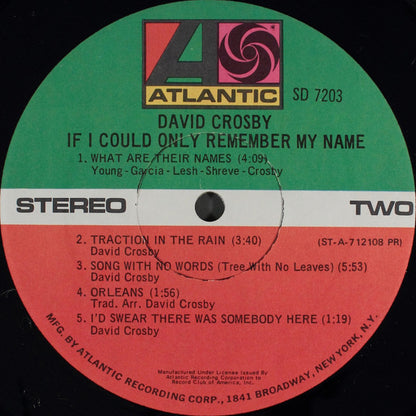 ATLANTIC
SD 7203
DAVID CROSBY
IF I COULD ONLY REMEMBER MY NAME
1. WHAT ARE THEIR NAMES (4:09)
Young-Garcia-Lesh-Shreve-Crosby
STEREO TWO
2. TRACTION IN THE RAIN (3:40) (ST-A-712108 PR)
David Crosby
3. SONG WITH NO WORDS (Tree With No Leaves) (5:53)
David Crosby
4. ORLEANS (1:56)
Trad. Arr. David Crosby
5. I'D SWEAR THERE WAS SOMEBODY HERE (1:19)
David Crosby
Manufactured Under License Issued By
Atlantic Recording Corporation to
Record Club of America, Inc.
MFG. BY ATLANTIC RECORDING CORP., 1841 BROADWAY, NEW YORK, N.Y.